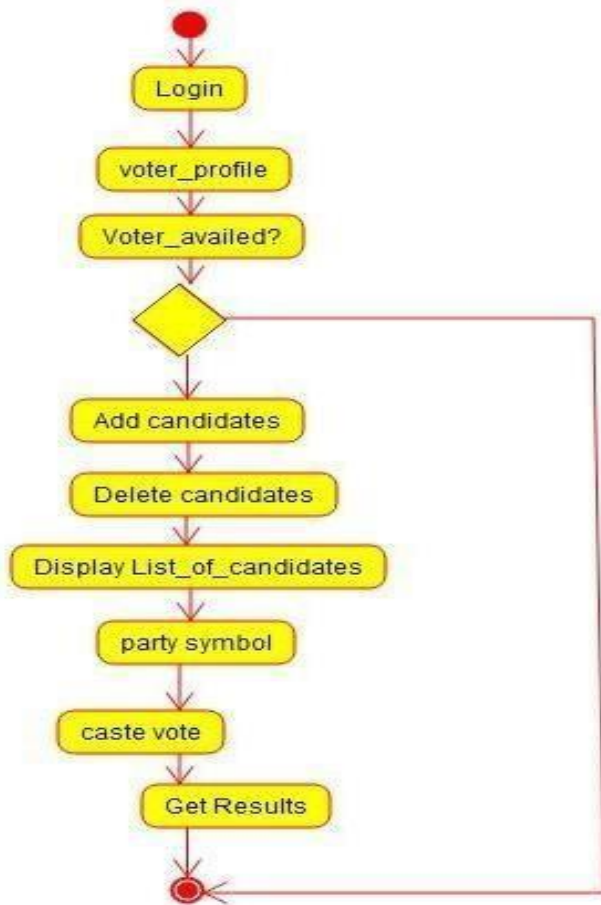 Login
voter_profile
Voter_availed?
Add candidates
Delete candidates
Display List_of_candidates
party symbol
caste vote
Get Results